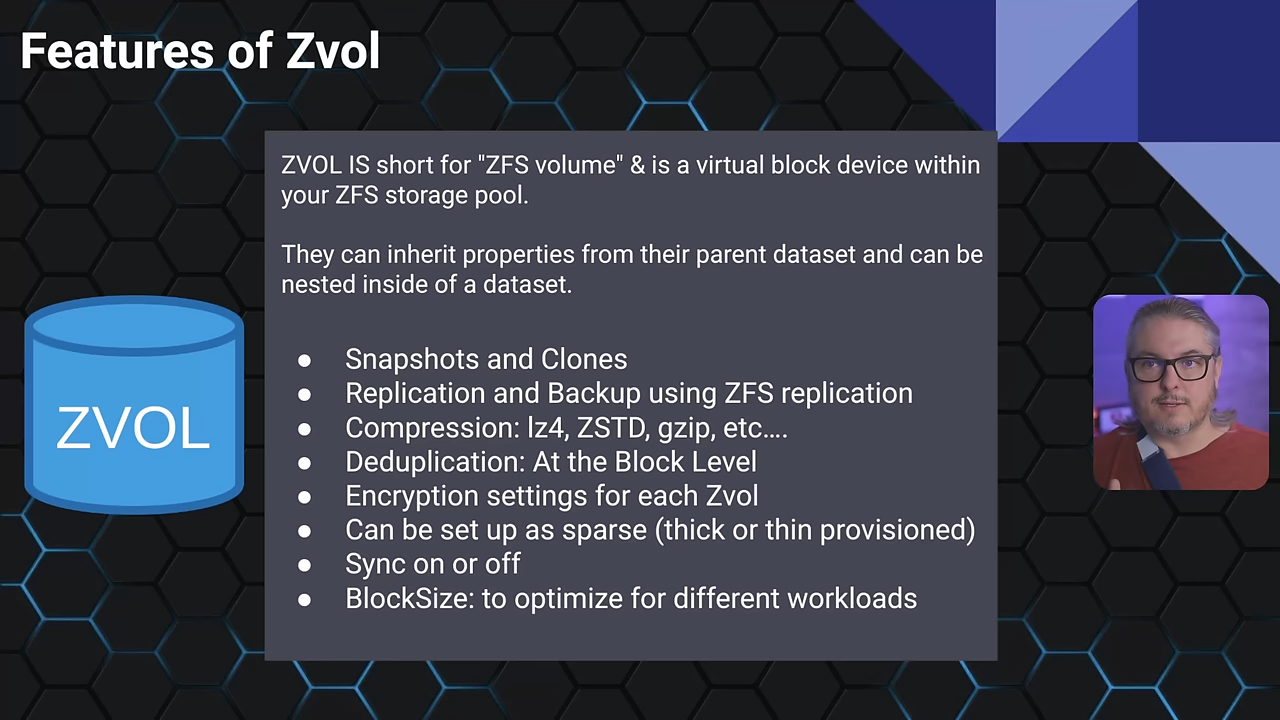 Features of Zvol
ZVOL IS short for "ZFS volume" & is a virtual block device within
your ZFS storage pool.
They can inherit properties from their parent dataset and can be
nested inside of a dataset.
● Snapshots and Clones
● Replication and Backup using ZFS replication
● Compression: lz4, ZSTD, gzip, etc….
● Deduplication: At the Block Level
● Encryption settings for each Zvol
● Can be set up as sparse (thick or thin provisioned)
● Sync on or off
● BlockSize: to optimize for different workloads
ZVOL